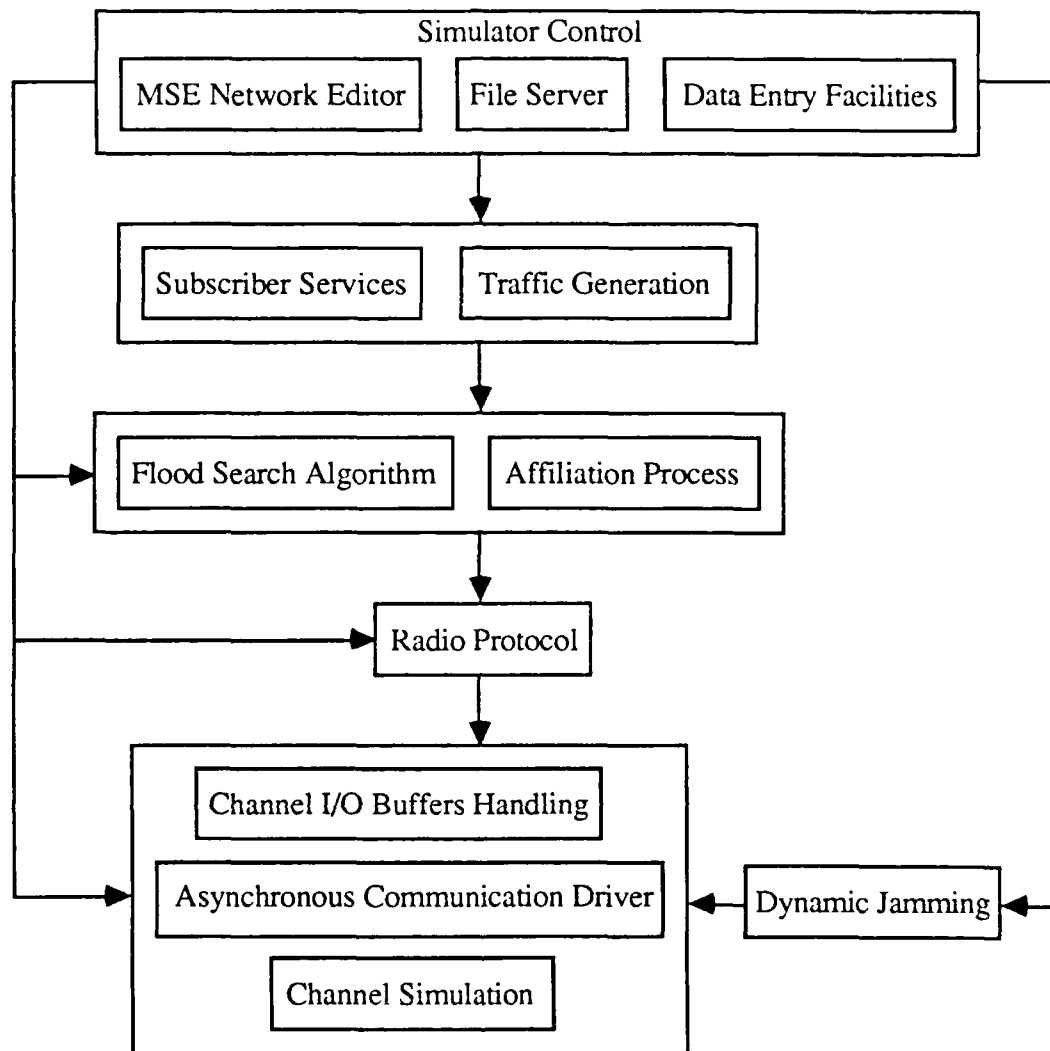 Simulator Control
MSE Network Editor
File Server
Data Entry Facilities
Subscriber Services
Traffic Generation
Flood Search Algorithm
Affiliation Process
Radio Protocol
Channel I/O Buffers Handling
Asynchronous Communication Driver
Dynamic Jamming
Channel Simulation